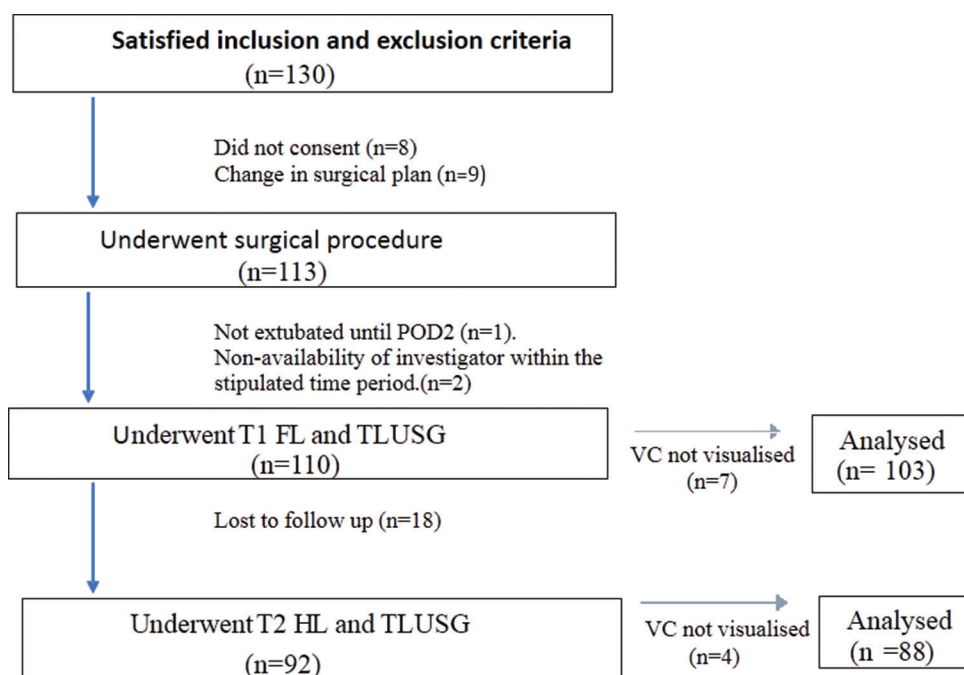 Satisfied inclusion and exclusion criteria
(n=130)
Did not consent (n=8)
Change in surgical plan (n=9)
Underwent surgical procedure
(n=113)
Not extubated until POD2 (n=1).
Non-availability of investigator within the
stipulated time period.(n=2)
Underwent T1 FL and TLUSG
(n=110)
VC not visualised
(n=7)
Analysed
(n= 103)
Lost to follow up (n=18)
Underwent T2 HL and TLUSG
(n=92)
VC not visualised
(n=4)
Analysed
(n =88)